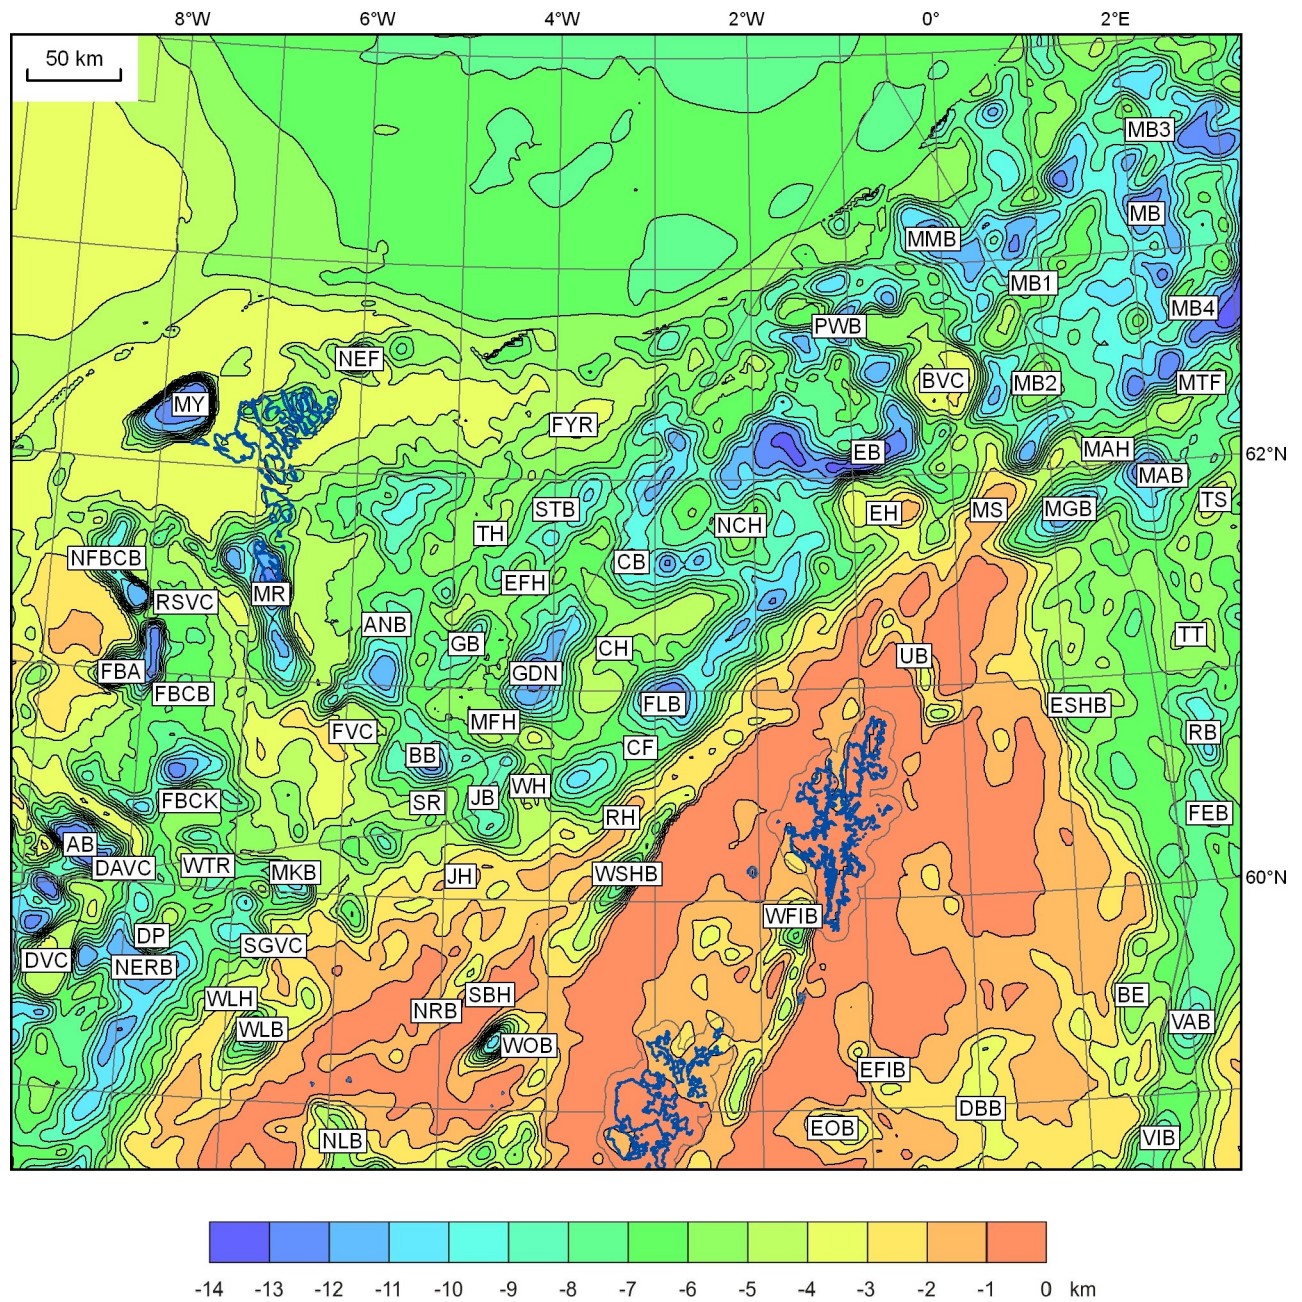 8°W 6°W 4°W 2°W 0° 2°E
50 km
MB3
MB
MMB
MB1
MB4
PWB
NEF
BVC MB2 MTF
MY
FYR
EB MAH
62°N
MAB
TS
STB EH MS MGB
NCH
TH
NFBCB CB
EFH
RSVC MR
ANB
TT
GB CH
UB
FBA GDN
FBCB FLB ESHB
MFH
FVC RB
CF
BB
WH
FBCK SR JB
RH FEB
AB
DAVC WTR
MKB JH WSHB
60°N
WFIB
DP
SGVC
DVC NERB
WLH SBH BE
NRB
WLB VAB
WOB
EFIB
DBB
NLB EOB VIB
-14 -13 -12 -11 -10 -9 -8 -7 -6 -5 -4 -3 -2 -1 0 km